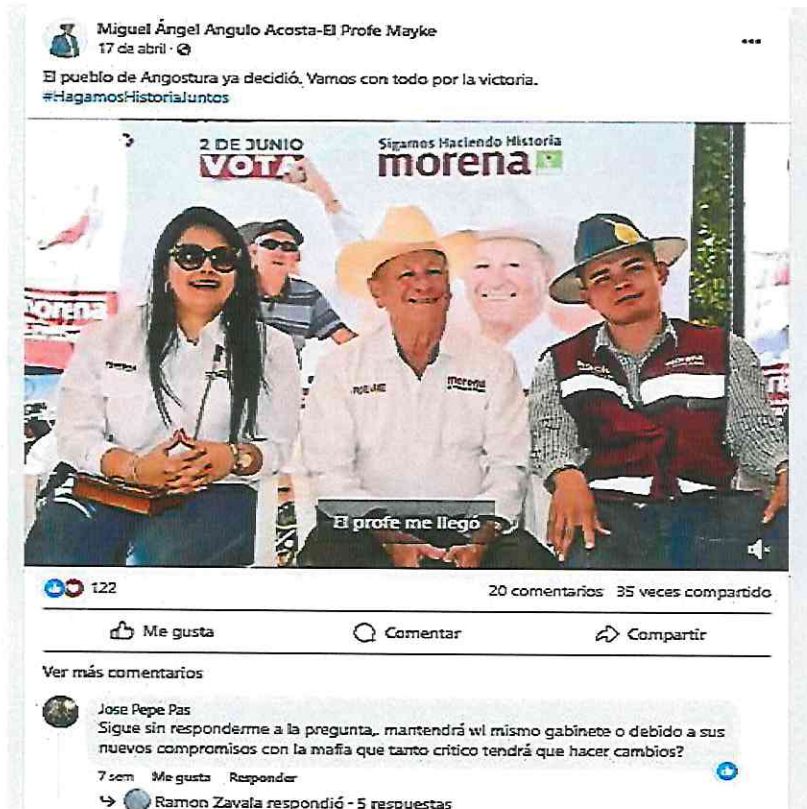 Miguel Ángel Angulo Acosta-El Profe Mayke
17 de abril
El pueblo de Angostura ya decidió. Vamos con todo por la victoria.
#HagamosHistoriaJuntos
2 DE JUNIO
VOTA
Sigamos Haciendo Historia
morena
orena
morena
morena
El profe me llegó
122
20 comentarios 35 veces compartido
Me gusta
Comentar
Compartir
Ver más comentarios
Jose Pepe Pas
Sigue sin responderme a la pregunta,. mantendrá wl mismo gabinete o debido a sus
nuevos compromisos con la mafia que tanto critico tendrá que hacer cambios?
7 sem Me gusta Responder
Ramon Zavala respondió - 5 respuestas